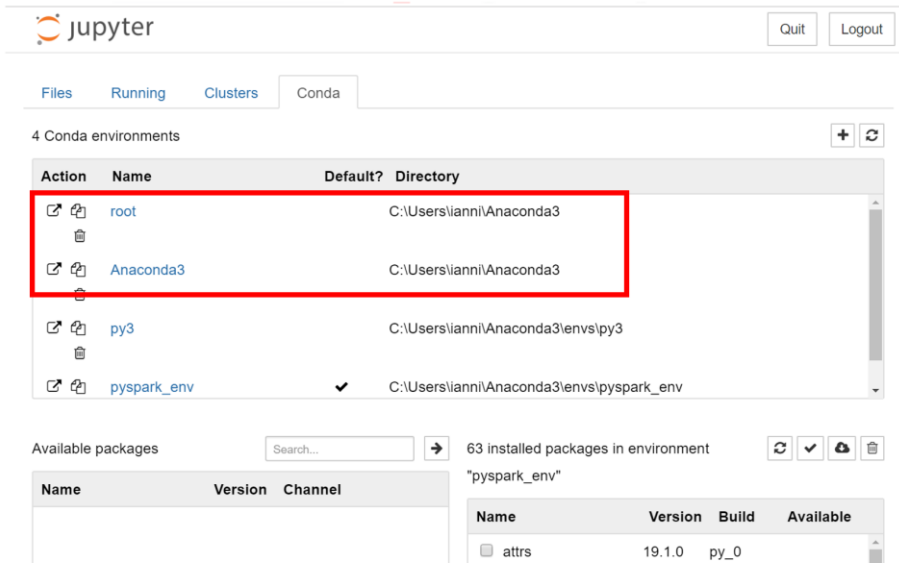 jupyter Quit Logout
Files Running Clusters Conda
4 Conda environments
Action Name Default? Directory
root C:\Users\ianni\Anaconda3
Anaconda3 C:\Users\ianni\Anaconda3
py3 C:\Users\ianni\Anaconda3\envs\py3
pyspark_env C:\Users\ianni\Anaconda3\envs\pyspark_env
Available packages Search... 63 installed packages in environment
"pyspark_env"
Name Version Channel
Name Version Build Available
attrs 19.1.0 py_0